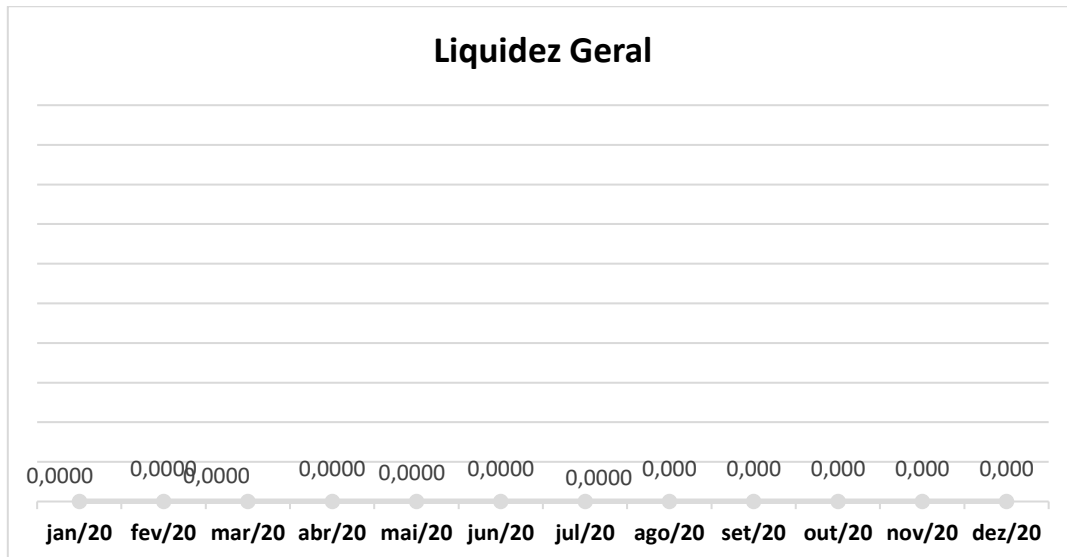 Liquidez Geral
0,0000 0,0000 0,0000 0,0000 0,0000 0,0000 0,0000 0,000 0,000 0,000 0,000 0,000
jan/20 fev/20 mar/20 abr/20 mai/20 jun/20 jul/20 ago/20 set/20 out/20 nov/20 dez/20